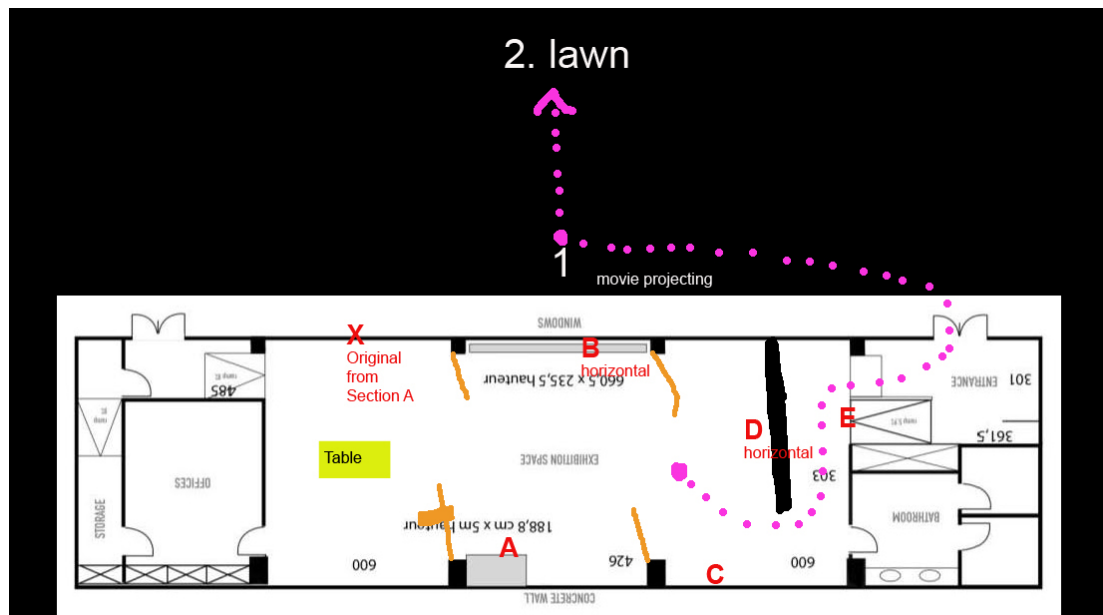 2. lawn
1
movie projecting
WINDOWS
X
Original
from
Section A
B
horizontal
660,5 x 235,5 hauteur
ramp ET
485
ENTRANCE
301
361,5
E
D
horizontal
303
Table
EXHIBITION SPACE
OFFICES
STORAGE
188,8 cm x 5m hauteur
BATHROOM
A
600
426
C
600
CONCRETE WALL